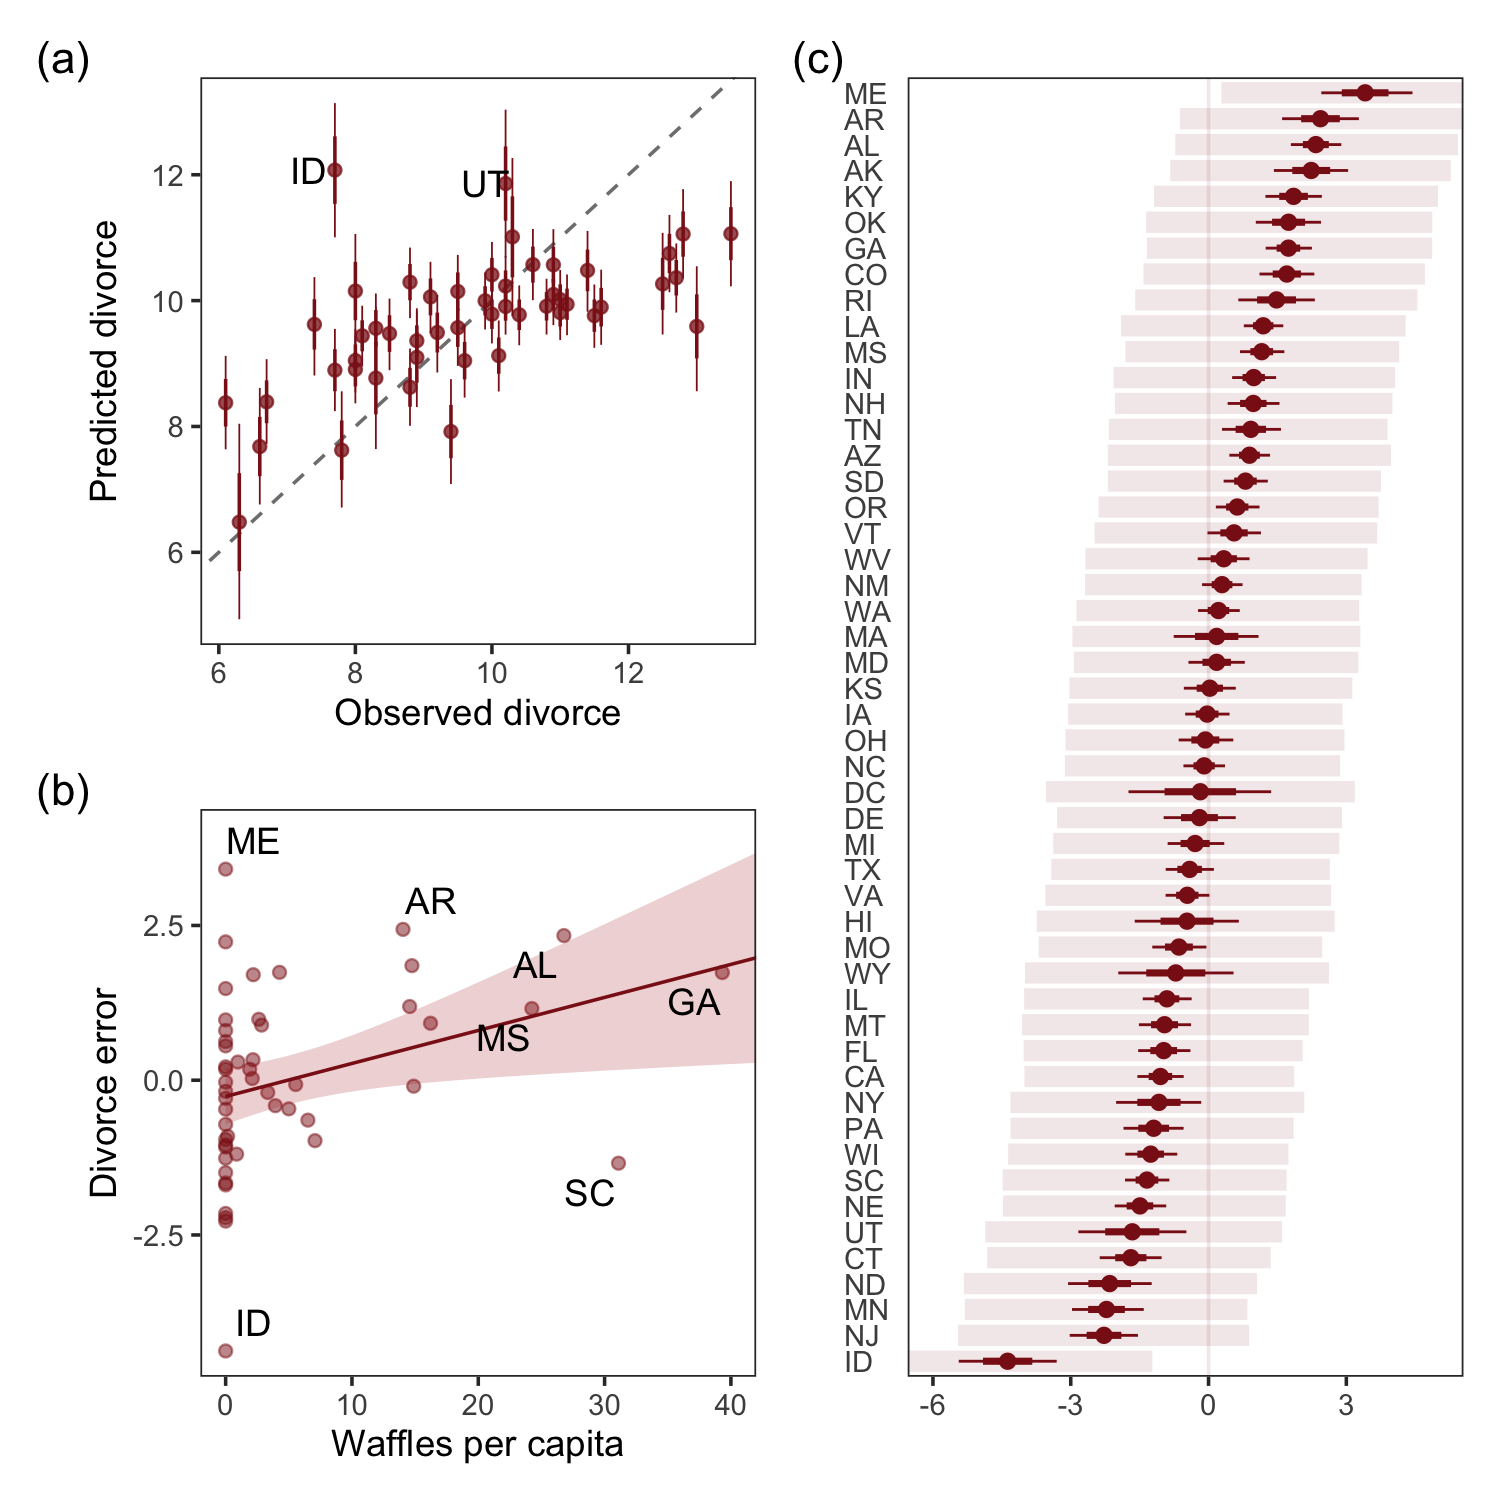 (a)
12
10
8
6
Predicted divorce
ID
UT
6 8 10 12
Observed divorce
(b)
2.5
0.0
-2.5
Divorce error
ME
AR
AL
GA
MS
SC
ID
0 10 20 30 40
Waffles per capita
(c)
ME
AR
AL
AK
KY
OK
GA
CO
RI
LA
MS
IN
NH
TN
AZ
SD
OR
VT
WV
NM
WA
MA
MD
KS
IA
OH
NC
DC
DE
MI
TX
VA
HI
MO
WY
IL
MT
FL
CA
NY
PA
WI
SC
NE
UT
CT
ND
MN
NJ
ID
-6 -3 0 3